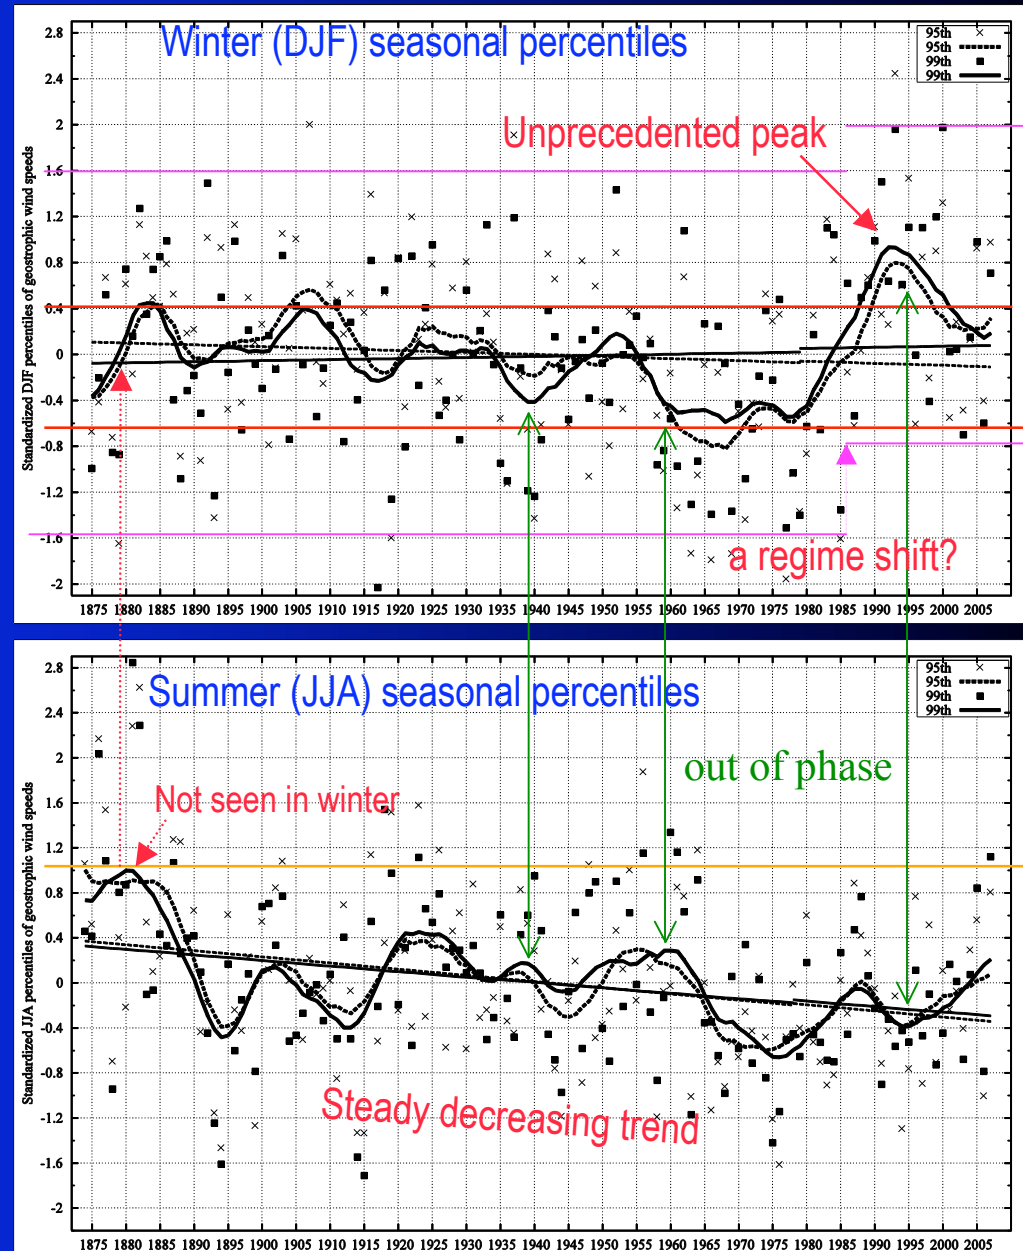 Winter (DJF) seasonal percentiles
95th
95th
99th
99th
Unprecedented peak
a regime shift?
Standardized DJF percentiles of geostrophic wind speeds
2.8
2.4
2
1.6
1.2
0.8
0.4
0
-0.4
-0.8
-1.2
-1.6
-2
1875 1880 1885 1890 1895 1900 1905 1910 1915 1920 1925 1930 1935 1940 1945 1950 1955 1960 1965 1970 1975 1980 1985 1990 1995 2000 2005
Summer (JJA) seasonal percentiles
95th
95th
99th
99th
out of phase
Not seen in winter
Steady decreasing trend
Standardized JJA percentiles of geostrophic wind speeds
2.8
2.4
2
1.6
1.2
0.8
0.4
0
-0.4
-0.8
-1.2
-1.6
-2
1875 1880 1885 1890 1895 1900 1905 1910 1915 1920 1925 1930 1935 1940 1945 1950 1955 1960 1965 1970 1975 1980 1985 1990 1995 2000 2005